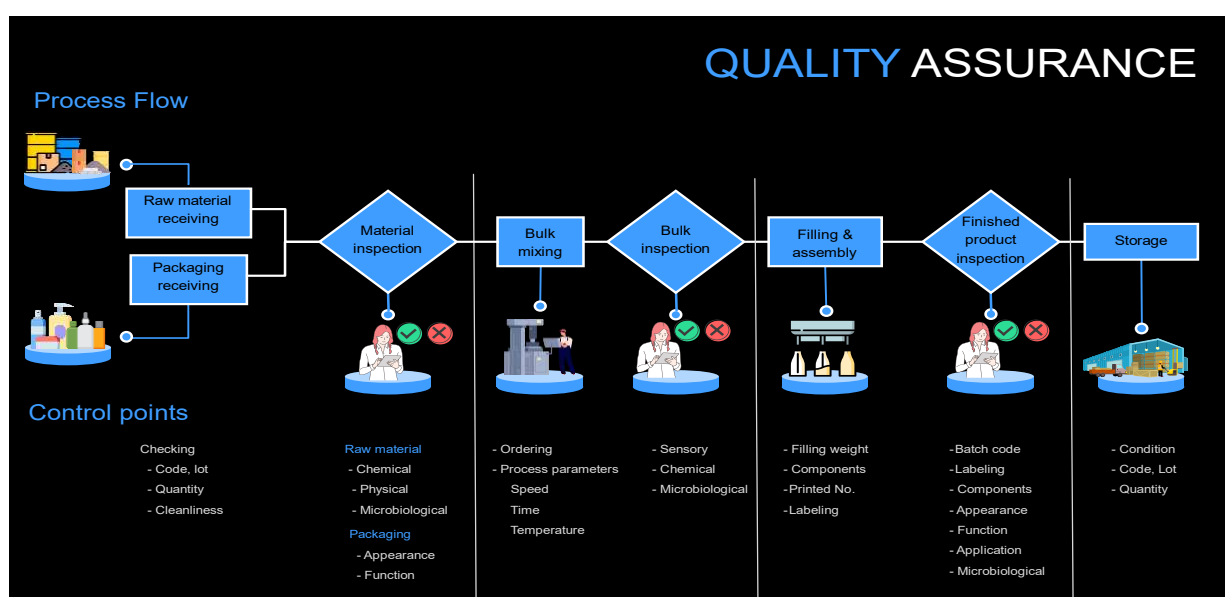 QUALITY ASSURANCE
Process Flow
Raw material
receiving
Packaging
receiving
Material
inspection
Bulk
mixing
Bulk
inspection
Filling &
assembly
Finished
product
inspection
Storage
Control points
Checking
- Code, lot
- Quantity
- Cleanliness
Raw material
- Chemical
- Physical
- Microbiological
Packaging
- Appearance
- Function
- Ordering
- Process parameters
Speed
Time
Temperature
- Sensory
- Chemical
- Microbiological
- Filling weight
- Components
-Printed No.
-Labeling
-Batch code
-Labeling
- Components
- Appearance
- Function
- Application
- Microbiological
- Condition
- Code, Lot
- Quantity